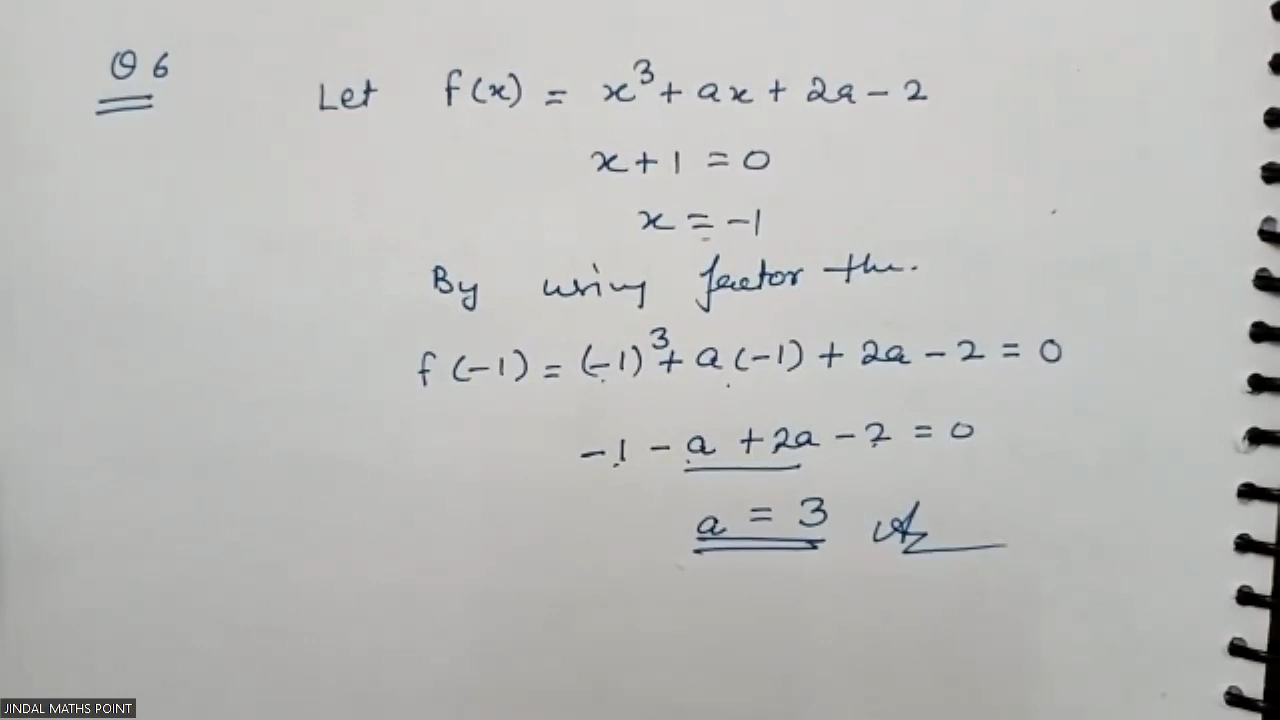 Q 6
Let f(x) = x³ + ax + 2a - 2
x + 1 = 0
x = -1
By using factor thm.
f(-1) = (-1)³ + a(-1) + 2a - 2 = 0
-1 - a + 2a - 2 = 0
a = 3 A
JINDAL MATHS POINT